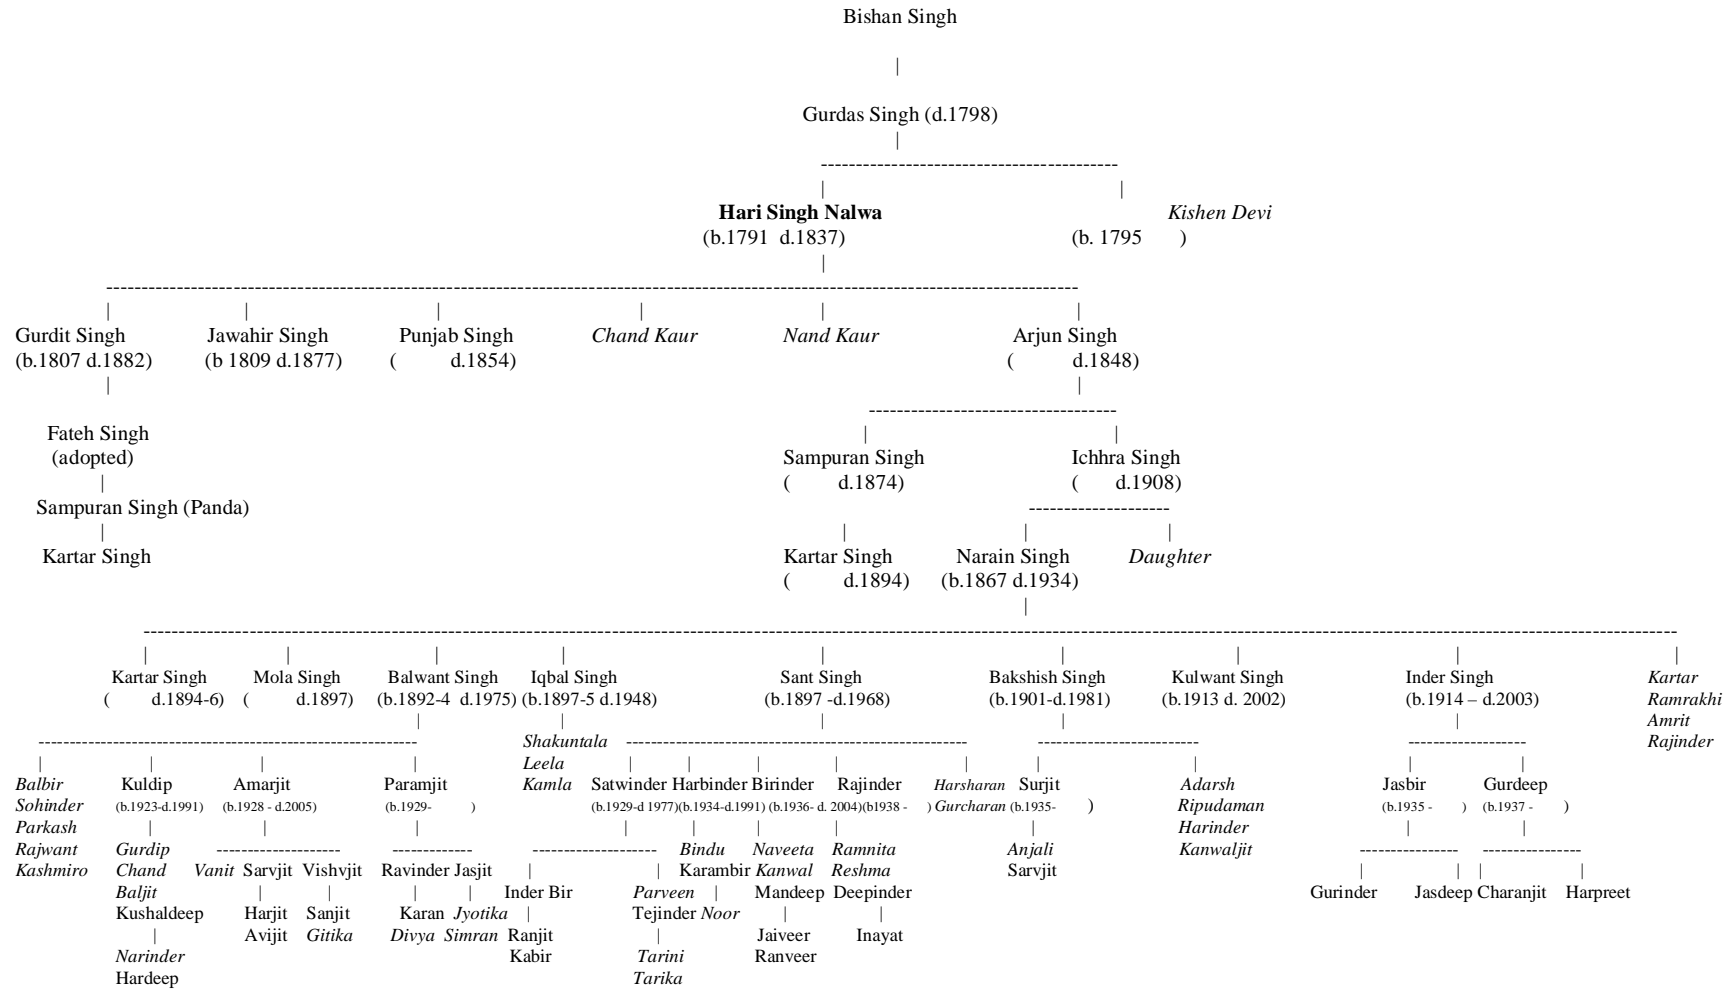 Bishan Singh
Gurdas Singh (d.1798)
Hari Singh Nalwa Kishen Devi
(b.1791 d.1837) (b. 1795 )
Gurdit Singh Jawahir Singh Punjab Singh Chand Kaur Nand Kaur Arjun Singh
(b.1807 d.1882) (b 1809 d.1877) ( d.1854) ( d.1848)
Fateh Singh
(adopted)
Sampuran Singh Ichhra Singh
( d.1874) ( d.1908)
Sampuran Singh (Panda)
Kartar Singh Kartar Singh Narain Singh Daughter
( d.1894) (b.1867 d.1934)
Kartar Singh Mola Singh Balwant Singh Iqbal Singh Sant Singh Bakshish Singh Kulwant Singh Inder Singh Kartar
( d.1894-6) ( d.1897) (b.1892-4 d.1975) (b.1897-5 d.1948) (b.1897 -d.1968) (b.1901-d.1981) (b.1913 d. 2002) (b.1914 – d.2003) Ramrakhi
Amrit
Shakuntala Rajinder
Leela
Balbir Kuldip Amarjit Paramjit Kamla Satwinder Harbinder Birinder Rajinder Harsharan Surjit Adarsh Jasbir Gurdeep
Sohinder (b.1923-d.1991) (b.1928 - d.2005) (b.1929- ) (b.1929-d 1977)(b.1934-d.1991) (b.1936- d. 2004)(b1938 - ) Gurcharan (b.1935- ) Ripudaman (b.1935 - ) (b.1937 - )
Parkash Harinder
Rajwant Gurdip Bindu Naveeta Ramnita Anjali Kanwaljit
Kashmiro Chand Vanit Sarvjit Vishvjit Ravinder Jasjit Karambir Kanwal Reshma Sarvjit
Baljit Inder Bir Parveen Mandeep Deepinder Gurinder Jasdeep Charanjit Harpreet
Kushaldeep Harjit Sanjit Karan Jyotika Tejinder Noor
Avijit Gitika Divya Simran Ranjit Jaiveer Inayat
Narinder Kabir Tarini Ranveer
Hardeep Tarika